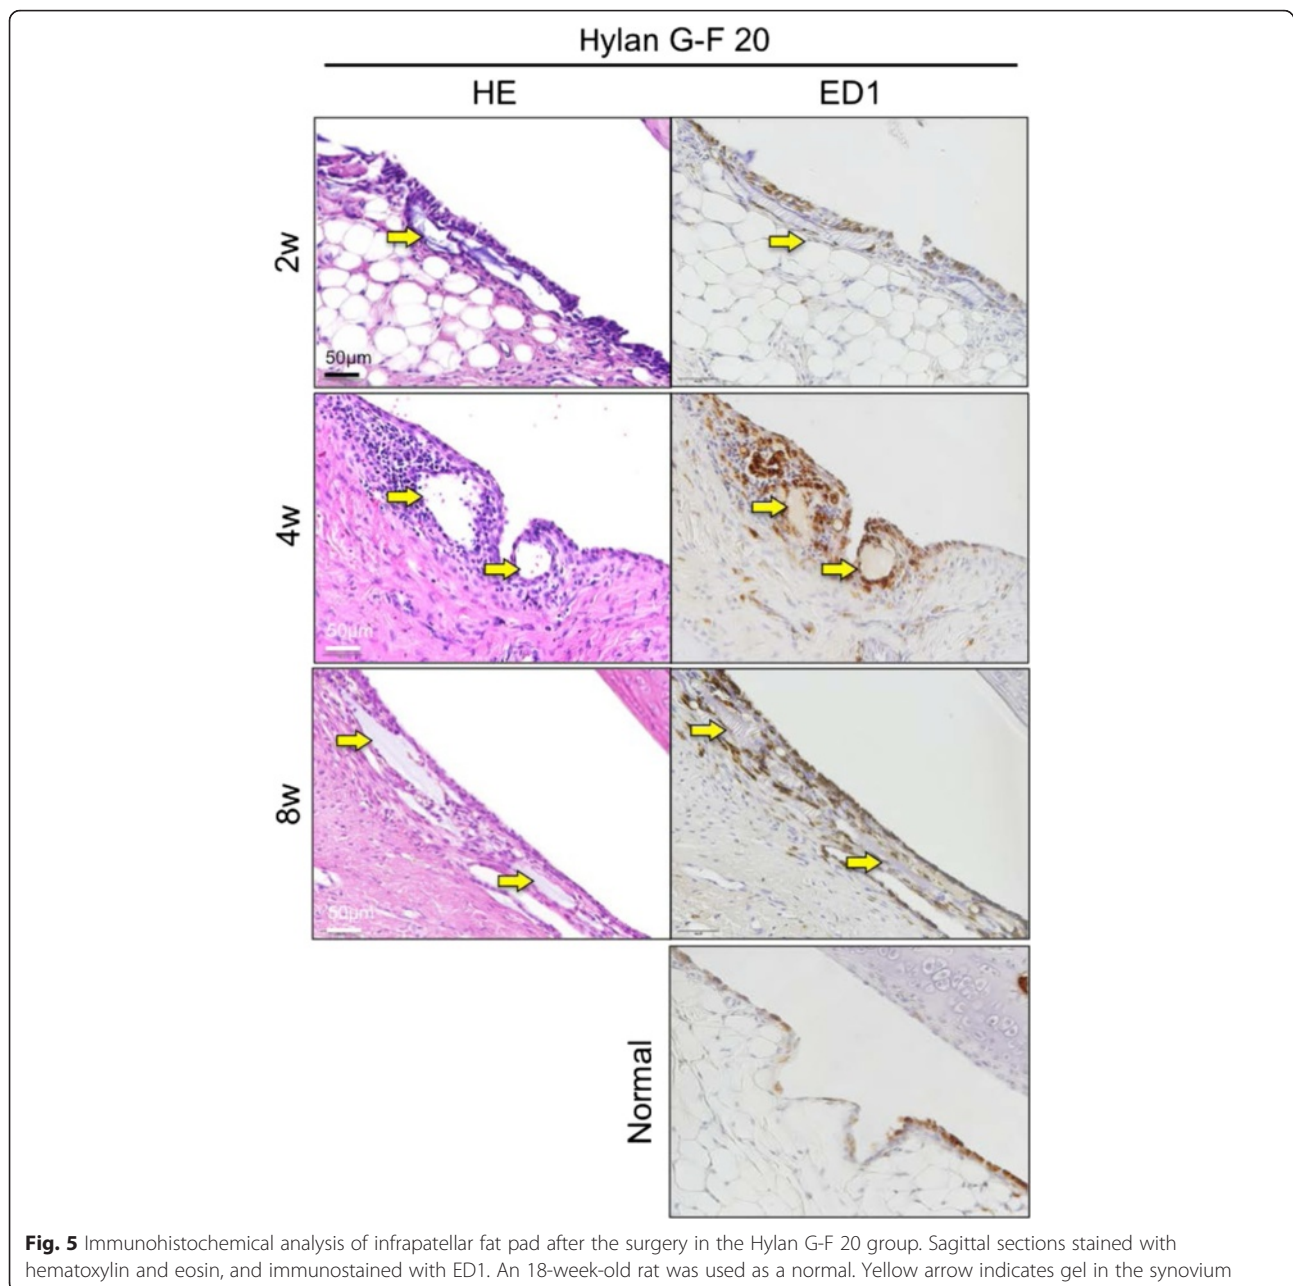 Hylan G-F 20
HE ED1
2w
50μm
4w
50μm
8w
50μm
Normal
Fig. 5 Immunohistochemical analysis of infrapatellar fat pad after the surgery in the Hylan G-F 20 group. Sagittal sections stained with
hematoxylin and eosin, and immunostained with ED1. An 18-week-old rat was used as a normal. Yellow arrow indicates gel in the synovium